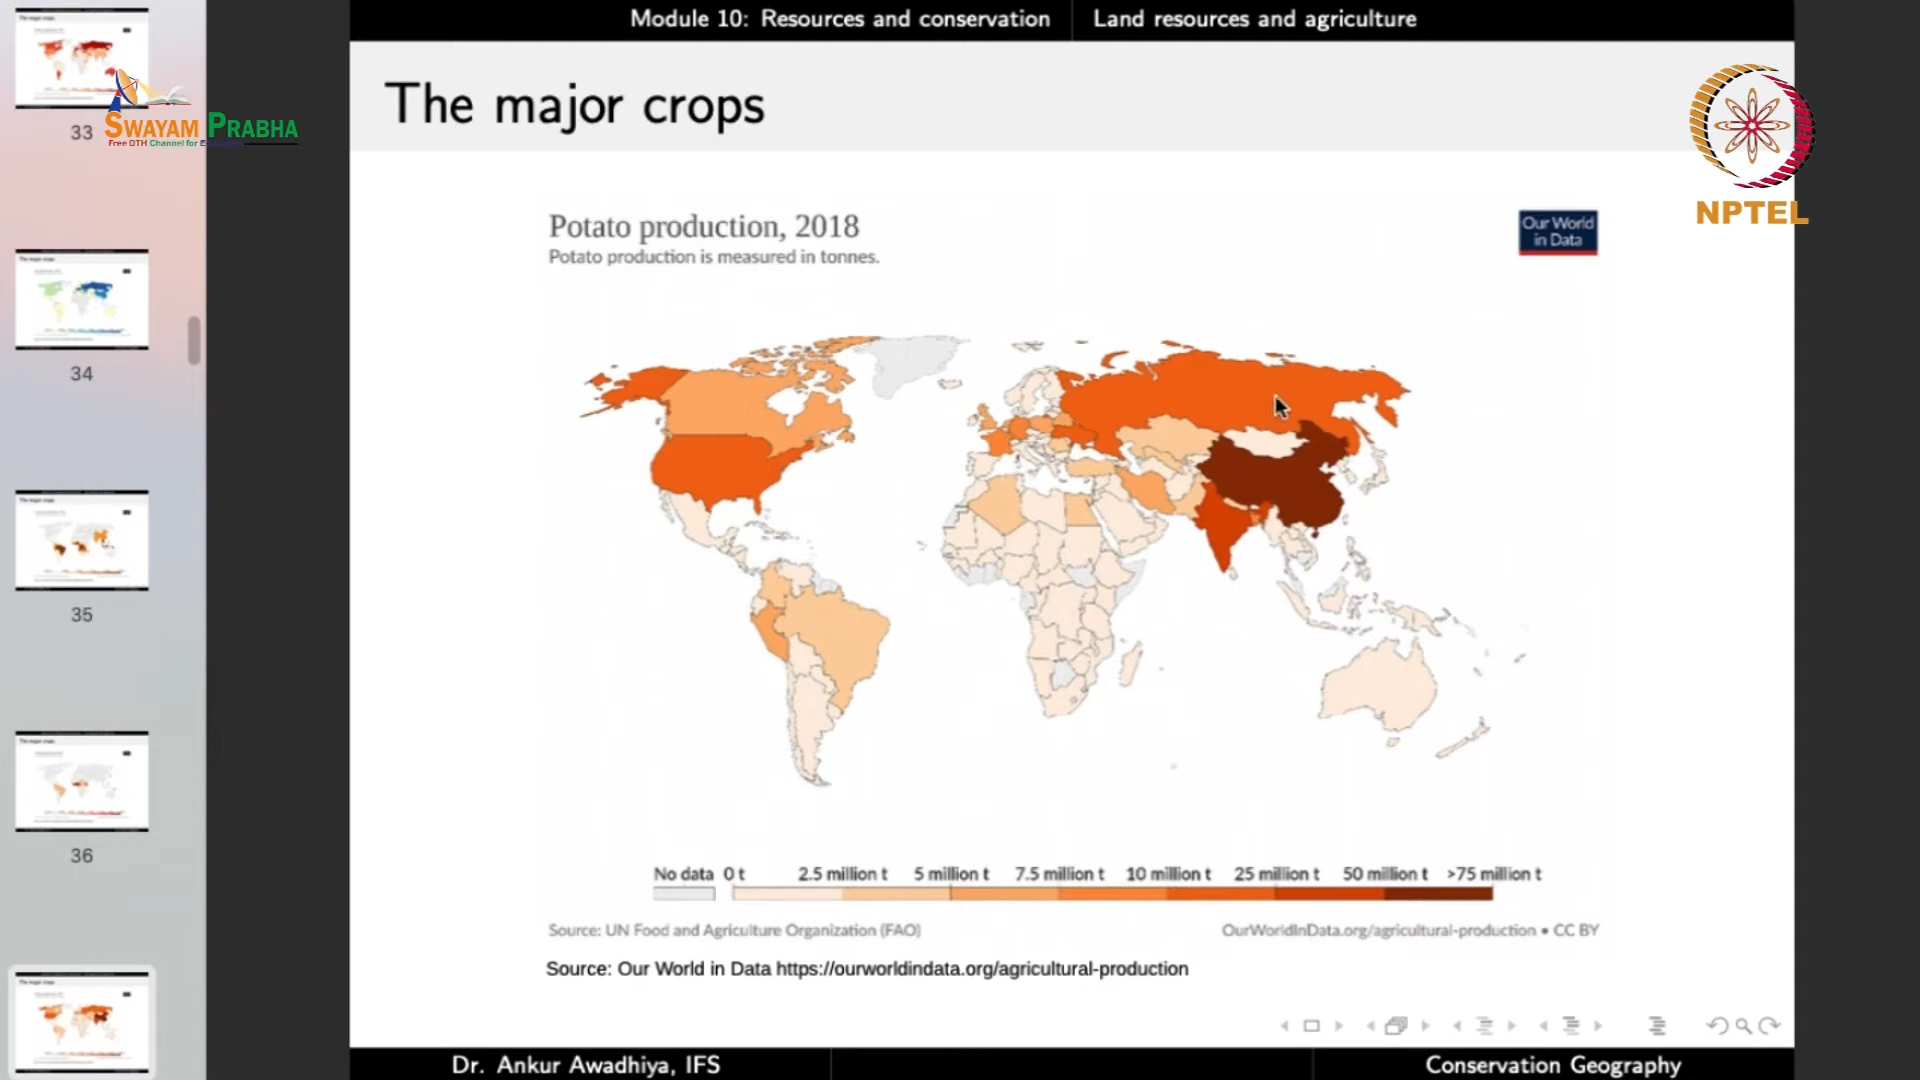 Module 10: Resources and conservation
Land resources and agriculture
The major crops
33
SWAYAM PRABHA
Free DTH Channel for
NPTEL
Potato production, 2018
Potato production is measured in tonnes.
Our World
in Data
34
35
36
No data 0 t 2.5 million t 5 million t 7.5 million t 10 million t 25 million t 50 million t >75 million t
Source: UN Food and Agriculture Organization (FAO)
OurWorldInData.org/agricultural-production • CC BY
Source: Our World in Data https://ourworldindata.org/agricultural-production
Dr. Ankur Awadhiya, IFS
Conservation Geography